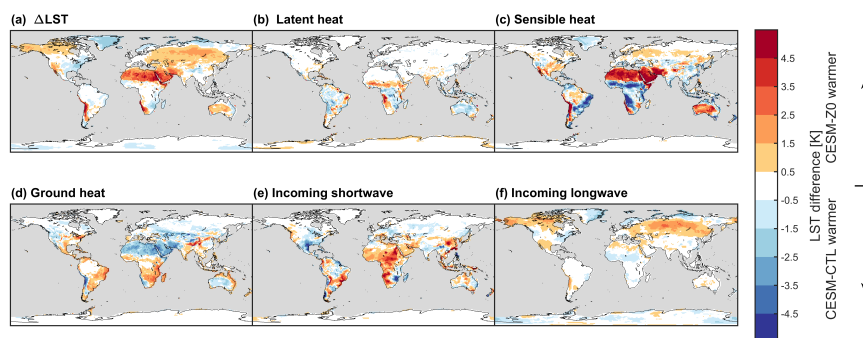 (a) ΔLST
(b) Latent heat
(c) Sensible heat
(d) Ground heat
(e) Incoming shortwave
(f) Incoming longwave
4.5
3.5
2.5
1.5
0.5
-0.5
-1.5
-2.5
-3.5
-4.5
LST difference [K]
CESM-CTL warmer
CESM-Z0 warmer